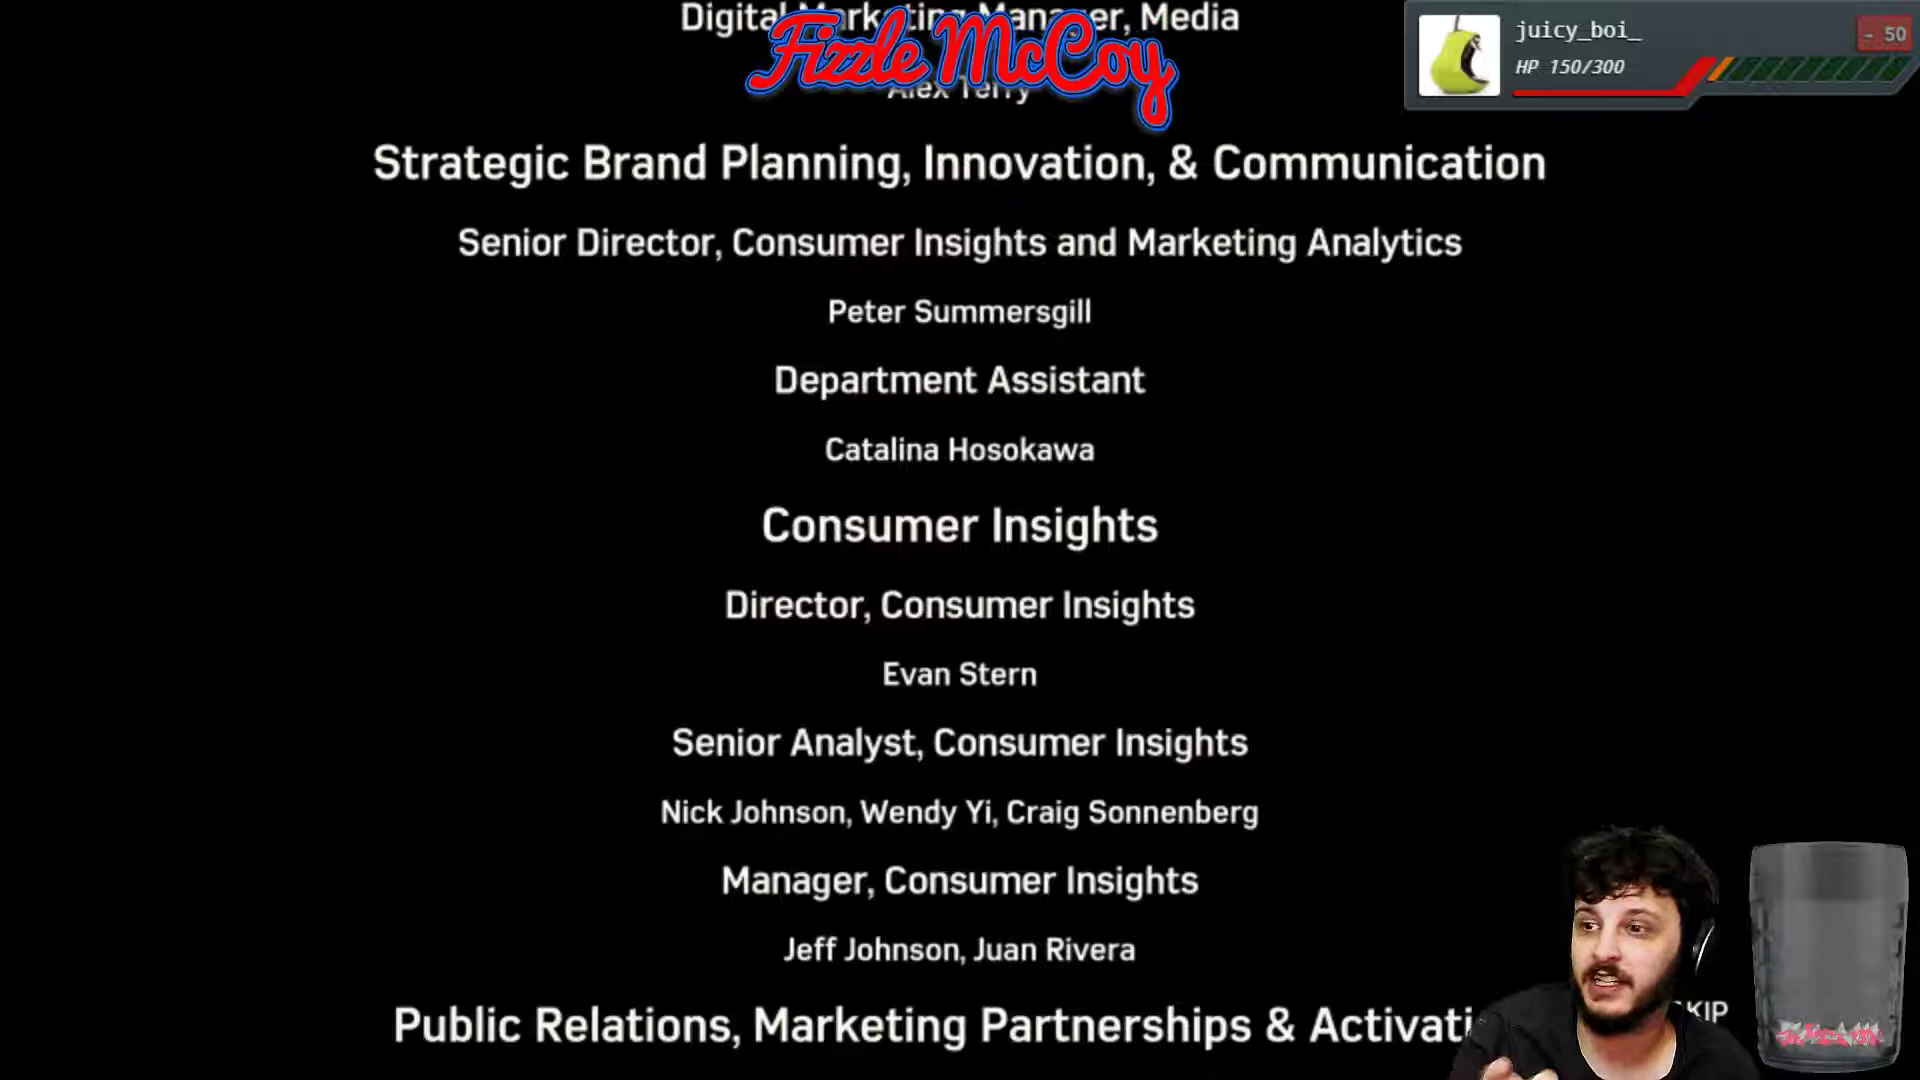 Digital Marketing Manager, Media
Fizzle McCoy
Alex Terry
juicy_boi_
- 50
HP 150/300
Strategic Brand Planning, Innovation, & Communication
Senior Director, Consumer Insights and Marketing Analytics
Peter Summersgill
Department Assistant
Catalina Hosokawa
Consumer Insights
Director, Consumer Insights
Evan Stern
Senior Analyst, Consumer Insights
Nick Johnson, Wendy Yi, Craig Sonnenberg
Manager, Consumer Insights
Jeff Johnson, Juan Rivera
Public Relations, Marketing Partnerships & Activati
SKIP